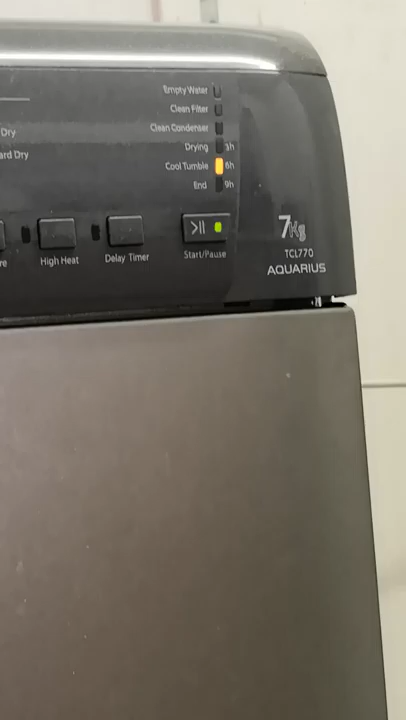 Empty Water
Clean Filter
Clean Condenser
Dry
Drying 3h
ard Dry
Cool Tumble 6h
End 9h
re
High Heat
Delay Timer
Start/Pause
7kg
TCL770
AQUARIUS